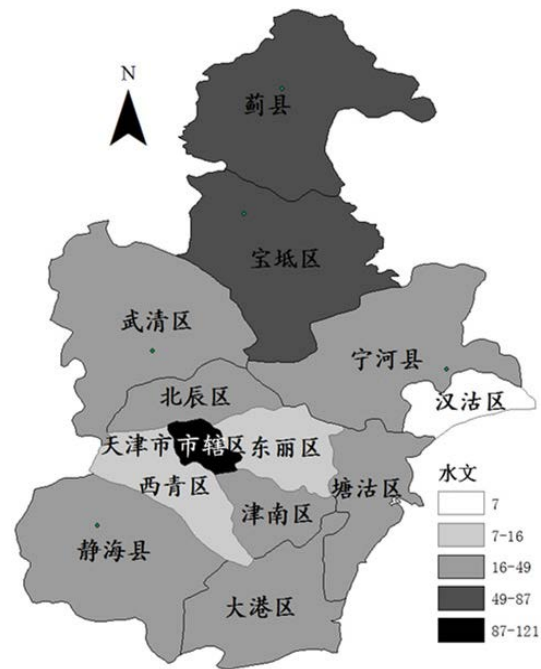 N
蓟县
宝坻区
武清区
宁河县
北辰区
汉沽区
天津市市辖区
东丽区
西青区
塘沽区
津南区
静海县
大港区
水文
7
7-16
16-49
49-87
87-121